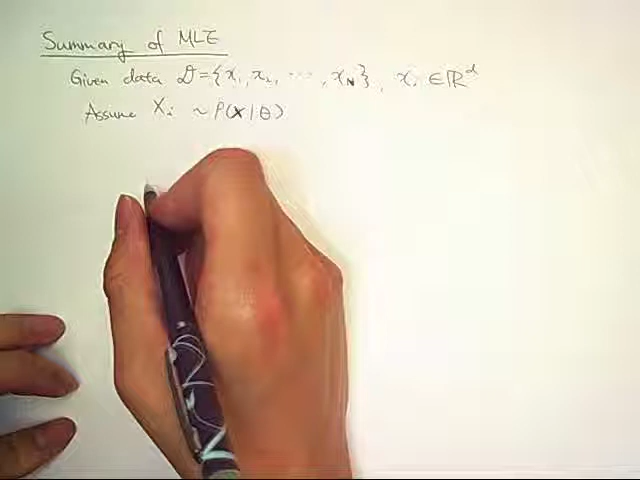 Summary of MLE
Given data D = {x₁, x₂, ..., x_N}, xᵢ ∈ ℝᵈ
Assume Xᵢ ~ P(x|θ)